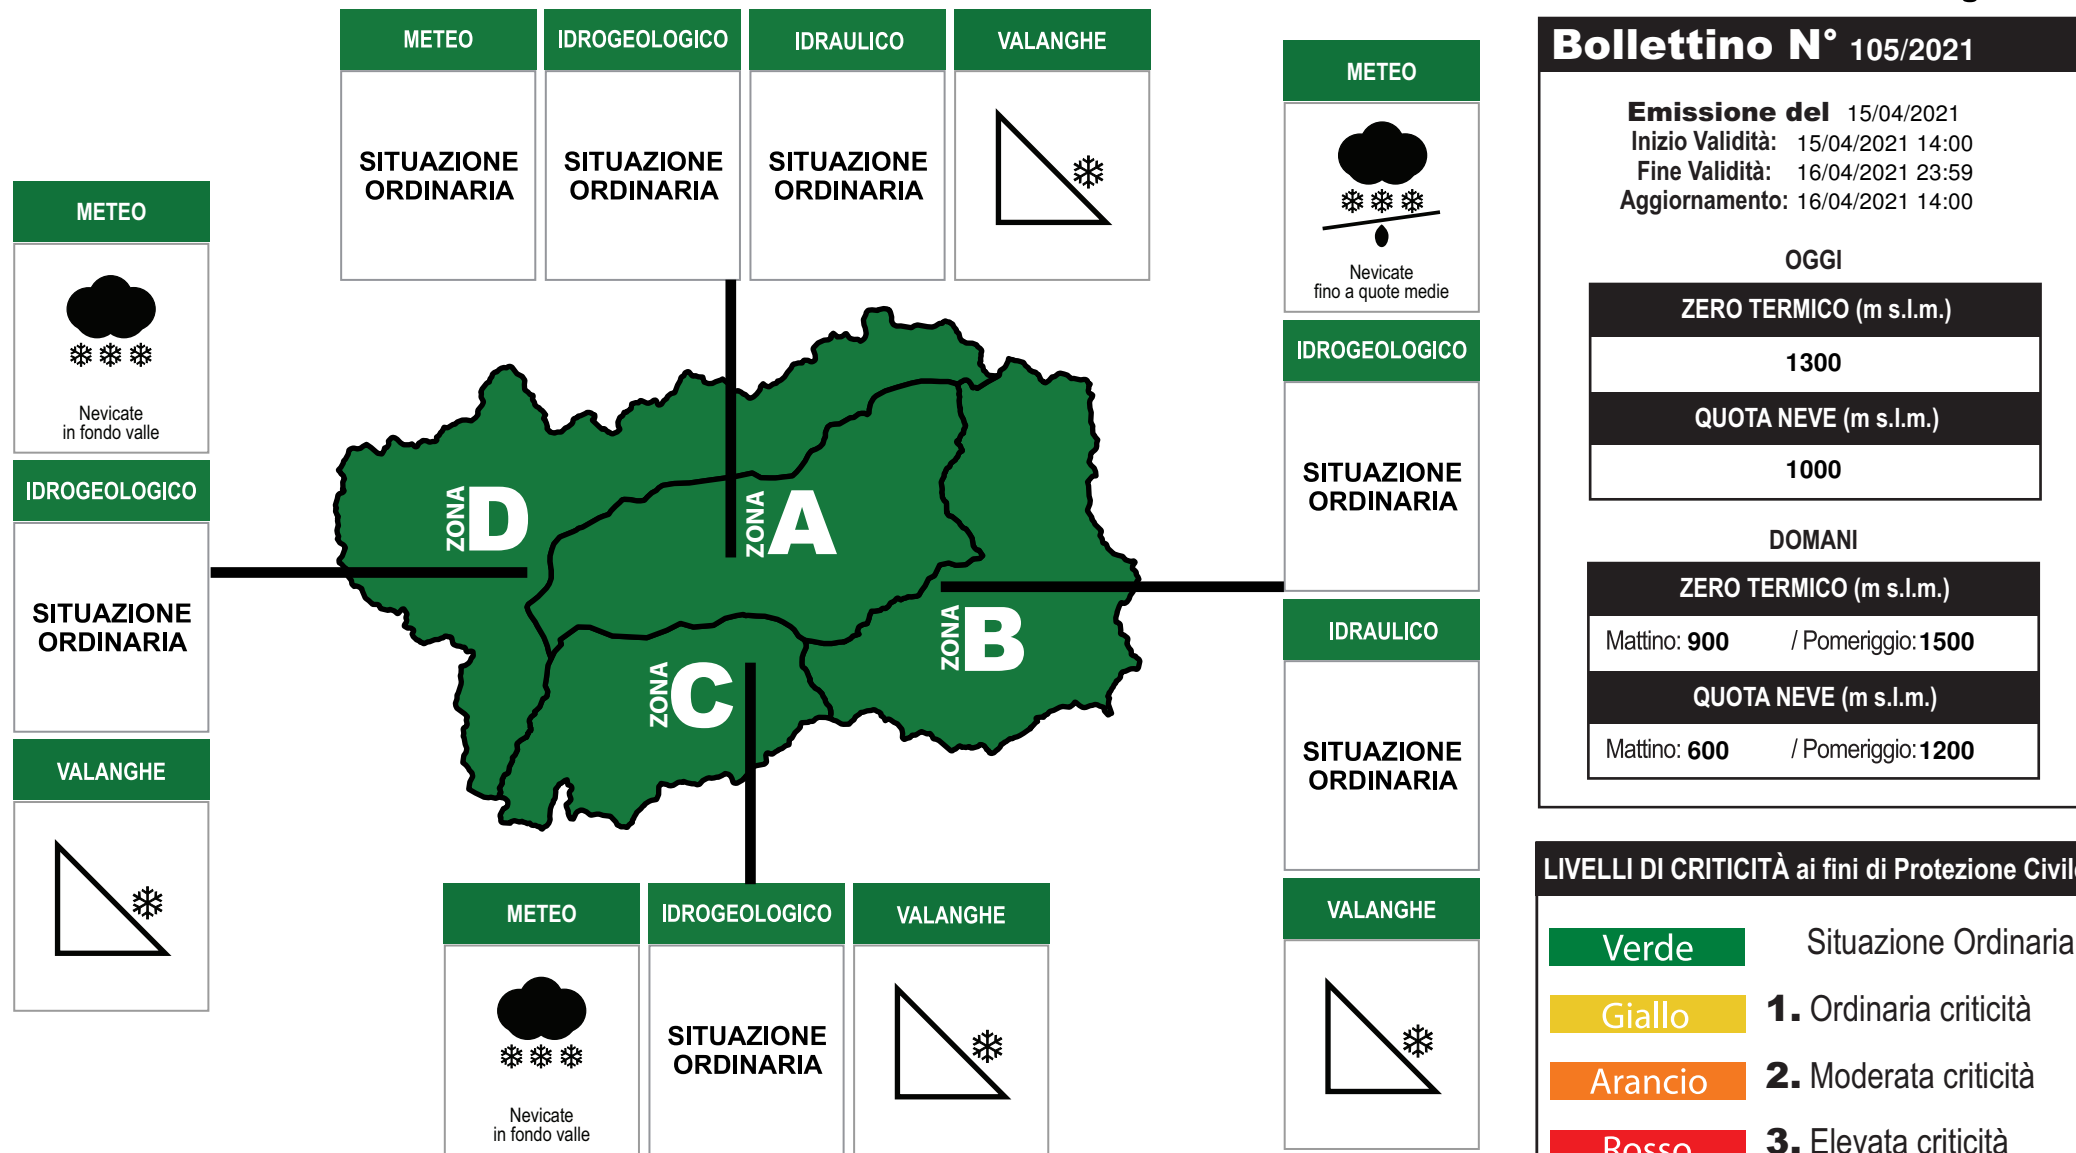 METEO
IDROGEOLOGICO
IDRAULICO
VALANGHE
SITUAZIONE
ORDINARIA
SITUAZIONE
ORDINARIA
SITUAZIONE
ORDINARIA
METEO
Nevicate
in fondo valle
IDROGEOLOGICO
SITUAZIONE
ORDINARIA
VALANGHE
ZONA D
ZONA A
ZONA B
ZONA C
METEO
IDROGEOLOGICO
VALANGHE
Nevicate
in fondo valle
SITUAZIONE
ORDINARIA
METEO
Nevicate
fino a quote medie
IDROGEOLOGICO
SITUAZIONE
ORDINARIA
IDRAULICO
SITUAZIONE
ORDINARIA
VALANGHE
Bollettino N° 105/2021
Emissione del 15/04/2021
Inizio Validità: 15/04/2021 14:00
Fine Validità: 16/04/2021 23:59
Aggiornamento: 16/04/2021 14:00
OGGI
ZERO TERMICO (m s.l.m.)
1300
QUOTA NEVE (m s.l.m.)
1000
DOMANI
ZERO TERMICO (m s.l.m.)
Mattino: 900 / Pomeriggio: 1500
QUOTA NEVE (m s.l.m.)
Mattino: 600 / Pomeriggio: 1200
LIVELLI DI CRITICITÀ ai fini di Protezione Civile
Verde Situazione Ordinaria
Giallo 1. Ordinaria criticità
Arancio 2. Moderata criticità
Rosso 3. Elevata criticità